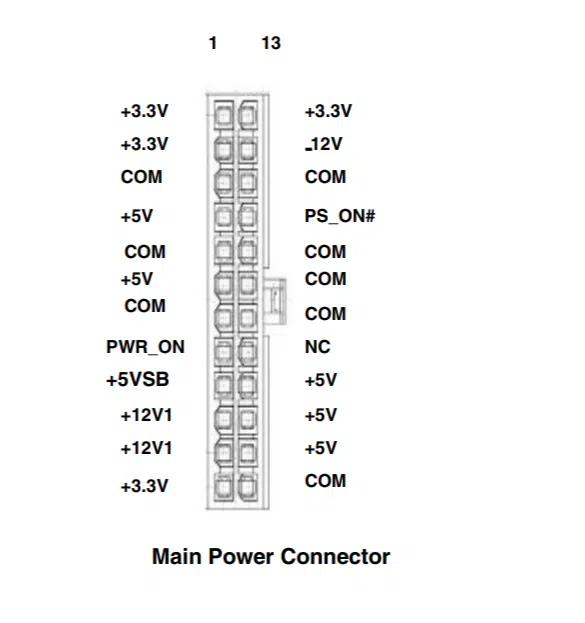 1 13
+3.3V +3.3V
+3.3V -12V
COM COM
+5V PS_ON#
COM COM
+5V COM
COM COM
PWR_ON NC
+5VSB +5V
+12V1 +5V
+12V1 +5V
+3.3V COM
Main Power Connector